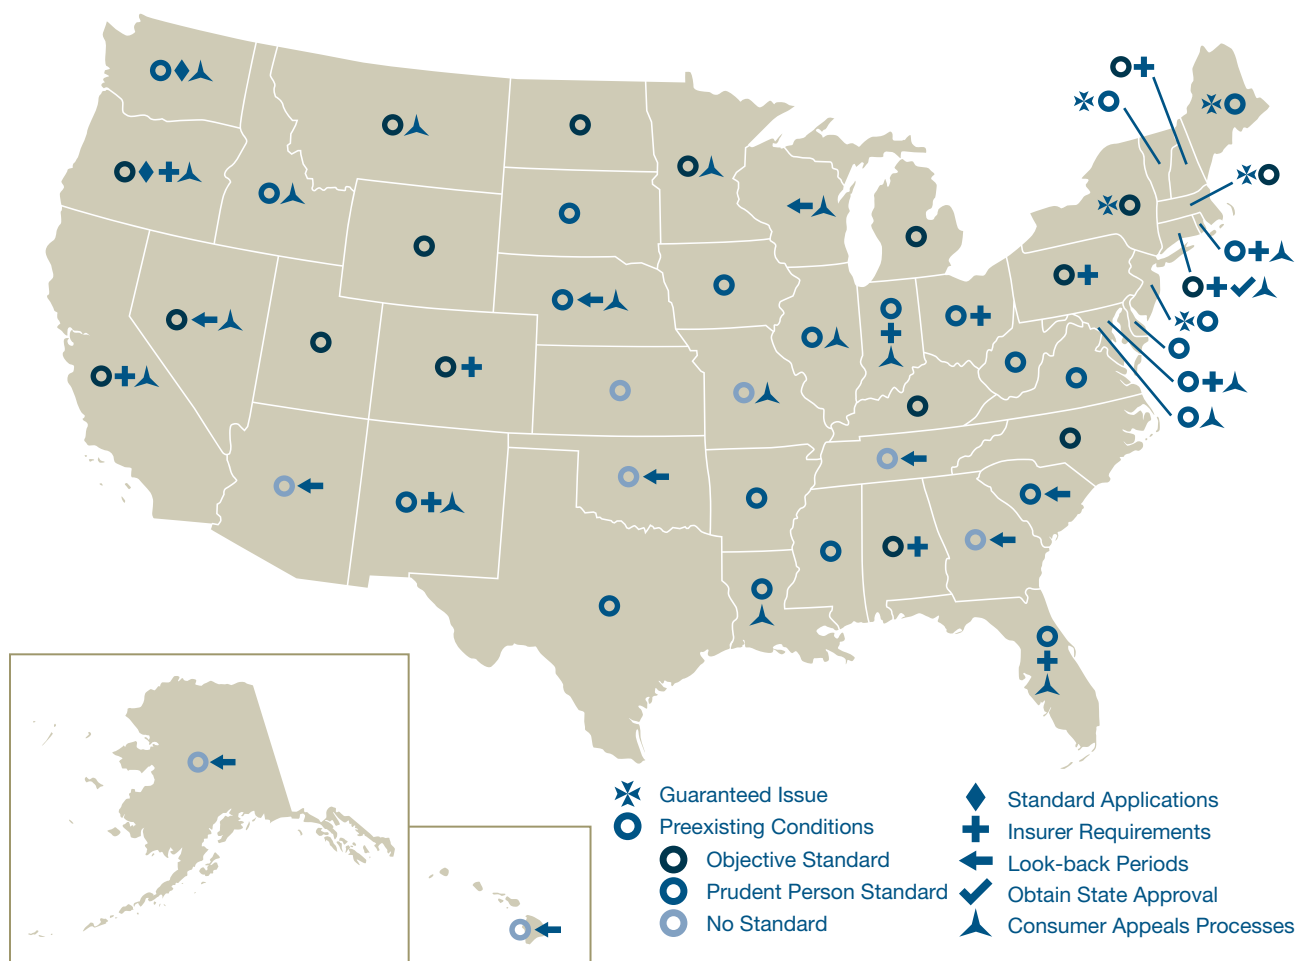 Guaranteed Issue
Preexisting Conditions
Objective Standard
Prudent Person Standard
No Standard
Standard Applications
Insurer Requirements
Look-back Periods
Obtain State Approval
Consumer Appeals Processes